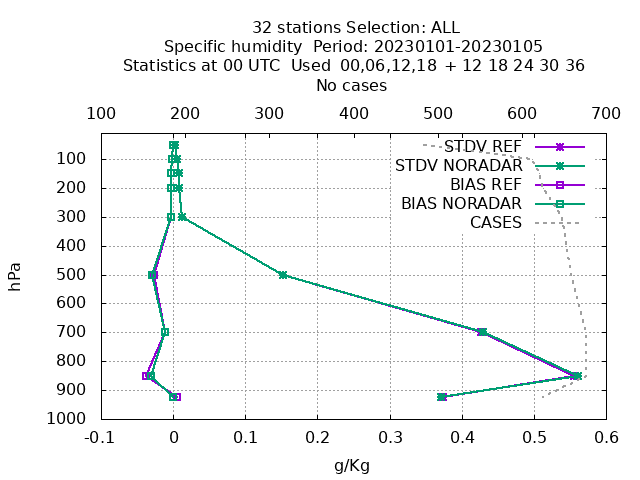 32 stations Selection: ALL
Specific humidity  Period: 20230101-20230105
Statistics at 00 UTC  Used  00,06,12,18  + 12 18 24 30 36
No cases
100 200 300 400 500 600 700
STDV REF
STDV NORADAR
BIAS REF
BIAS NORADAR
CASES
hPa
100
200
300
400
500
600
700
800
900
1000
-0.1 0 0.1 0.2 0.3 0.4 0.5 0.6
g/Kg